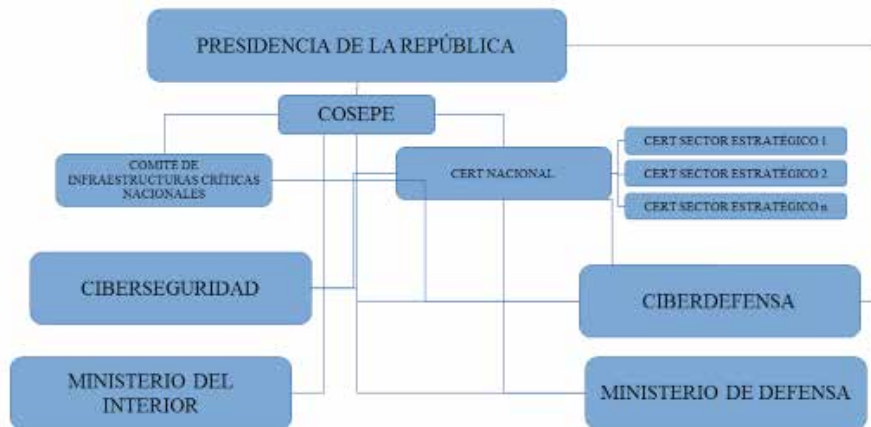 PRESIDENCIA DE LA REPÚBLICA
COSEPE
COMITÉ DE
INFRAESTRUCTURAS CRÍTICAS
NACIONALES
CERT NACIONAL
CERT SECTOR ESTRATÉGICO 1
CERT SECTOR ESTRATÉGICO 2
CERT SECTOR ESTRATÉGICO n
CIBERSEGURIDAD
CIBERDEFENSA
MINISTERIO DEL
INTERIOR
MINISTERIO DE DEFENSA